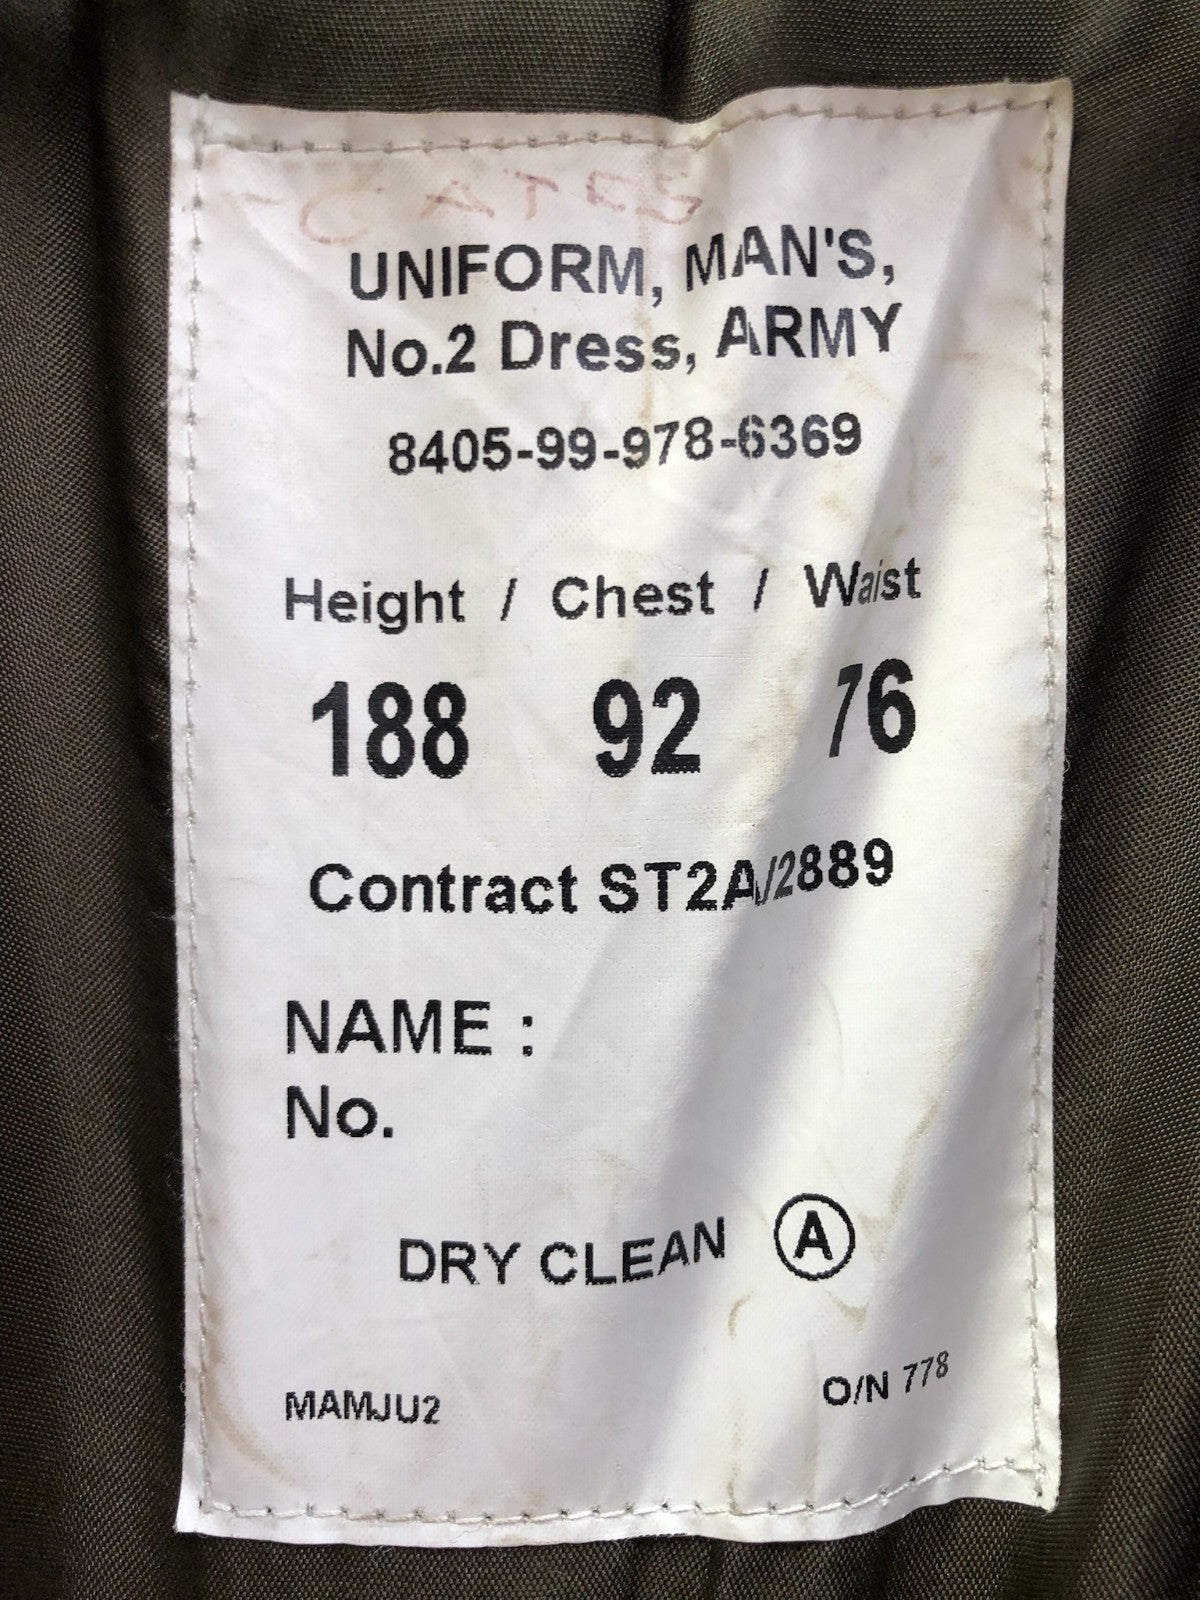 UNIFORM, MAN'S,
No.2 Dress, ARMY
8405-99-978-6369
Height / Chest / Waist
188 92 76
Contract ST2A/2889
NAME :
No.
DRY CLEAN Ⓐ
MAMJU2 O/N 778